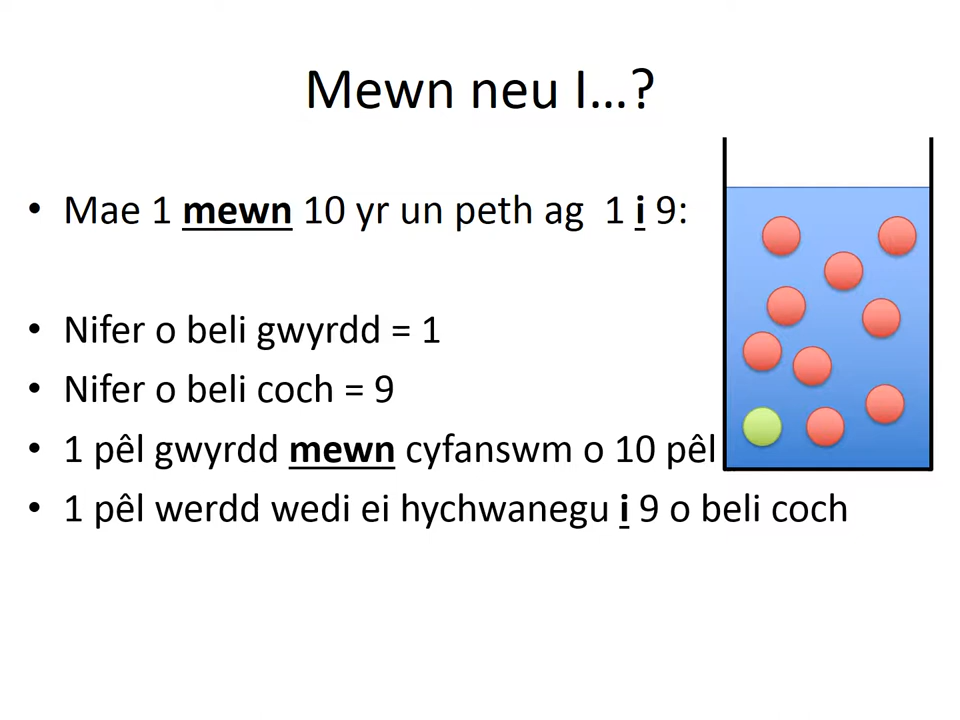 Mewn neu I…?
• Mae 1 mewn 10 yr un peth ag 1 i 9:
• Nifer o beli gwyrdd = 1
• Nifer o beli coch = 9
• 1 pêl gwyrdd mewn cyfanswm o 10 pêl
• 1 pêl werdd wedi ei hychwanegu i 9 o beli coch